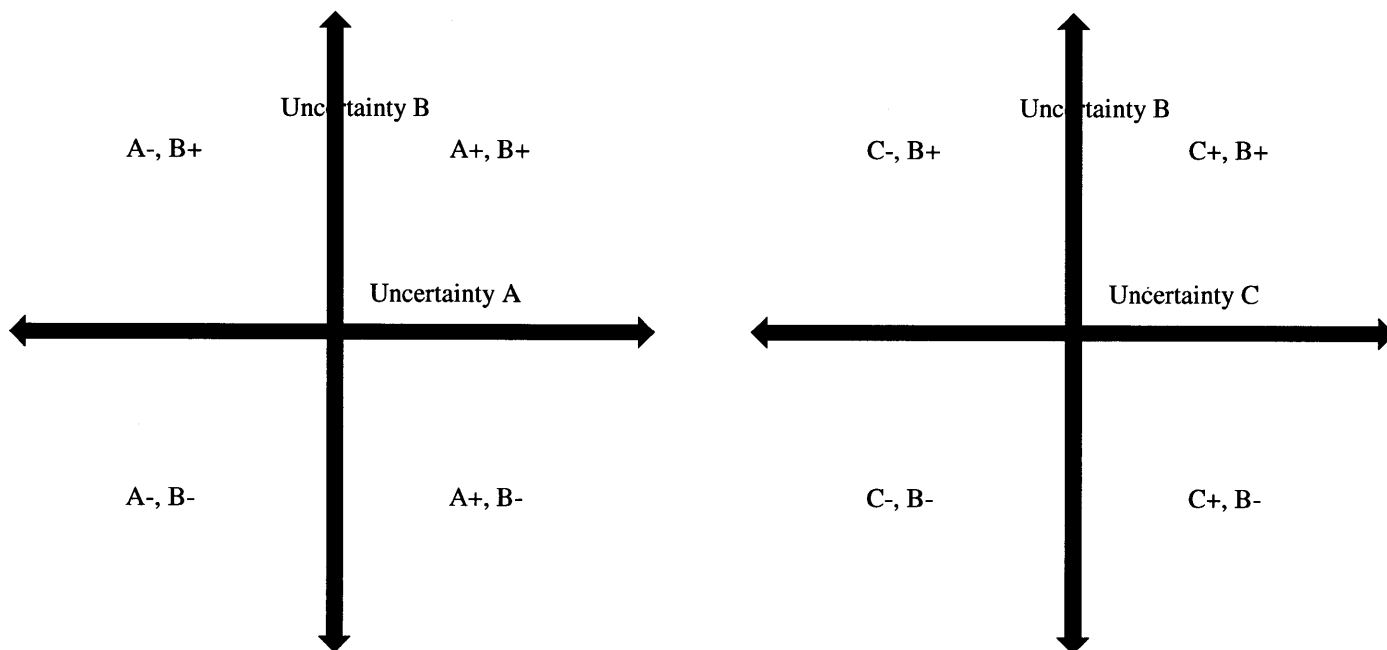 Uncertainty B
A-, B+
A+, B+
Uncertainty A
A-, B-
A+, B-
Uncertainty B
C-, B+
C+, B+
Uncertainty C
C-, B-
C+, B-